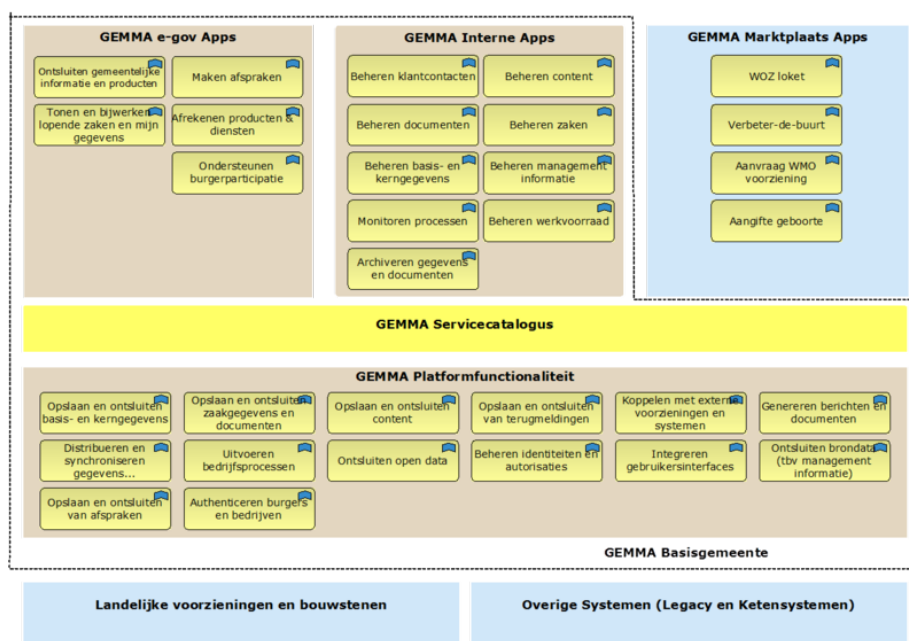 GEMMA e-gov Apps
Ontsluiten gemeentelijke
informatie en producten
Maken afspraken
Tonen en bijwerken
lopende zaken en mijn
gegevens
Afrekenen producten &
diensten
Ondersteunen
burgerparticipatie
GEMMA Interne Apps
Beheren klantcontacten
Beheren content
Beheren documenten
Beheren zaken
Beheren basis- en
kerngegevens
Beheren management
informatie
Monitoren processen
Beheren werkvoorraad
Archiveren gegevens
en documenten
GEMMA Marktplaats Apps
WOZ loket
Verbeter-de-buurt
Aanvraag WMO
voorziening
Aangifte geboorte
GEMMA Servicecatalogus
GEMMA Platformfunctionaliteit
Opslaan en ontsluiten
basis- en kerngegevens
Opslaan en ontsluiten
zaakgegevens en
documenten
Opslaan en ontsluiten
content
Opslaan en ontsluiten
van terugmeldingen
Koppelen met externe
voorzieningen en
systemen
Genereren berichten en
documenten
Distribueren en
synchroniseren
gegevens...
Uitvoeren
bedrijfsprocessen
Ontsluiten open data
Beheren identiteiten en
autorisaties
Integreren
gebruikersinterfaces
Ontsluiten brondata
(tbv management
informatie)
Opslaan en ontsluiten
van afspraken
Authenticeren burgers
en bedrijven
GEMMA Basisgemeente
Landelijke voorzieningen en bouwstenen
Overige Systemen (Legacy en Ketensystemen)